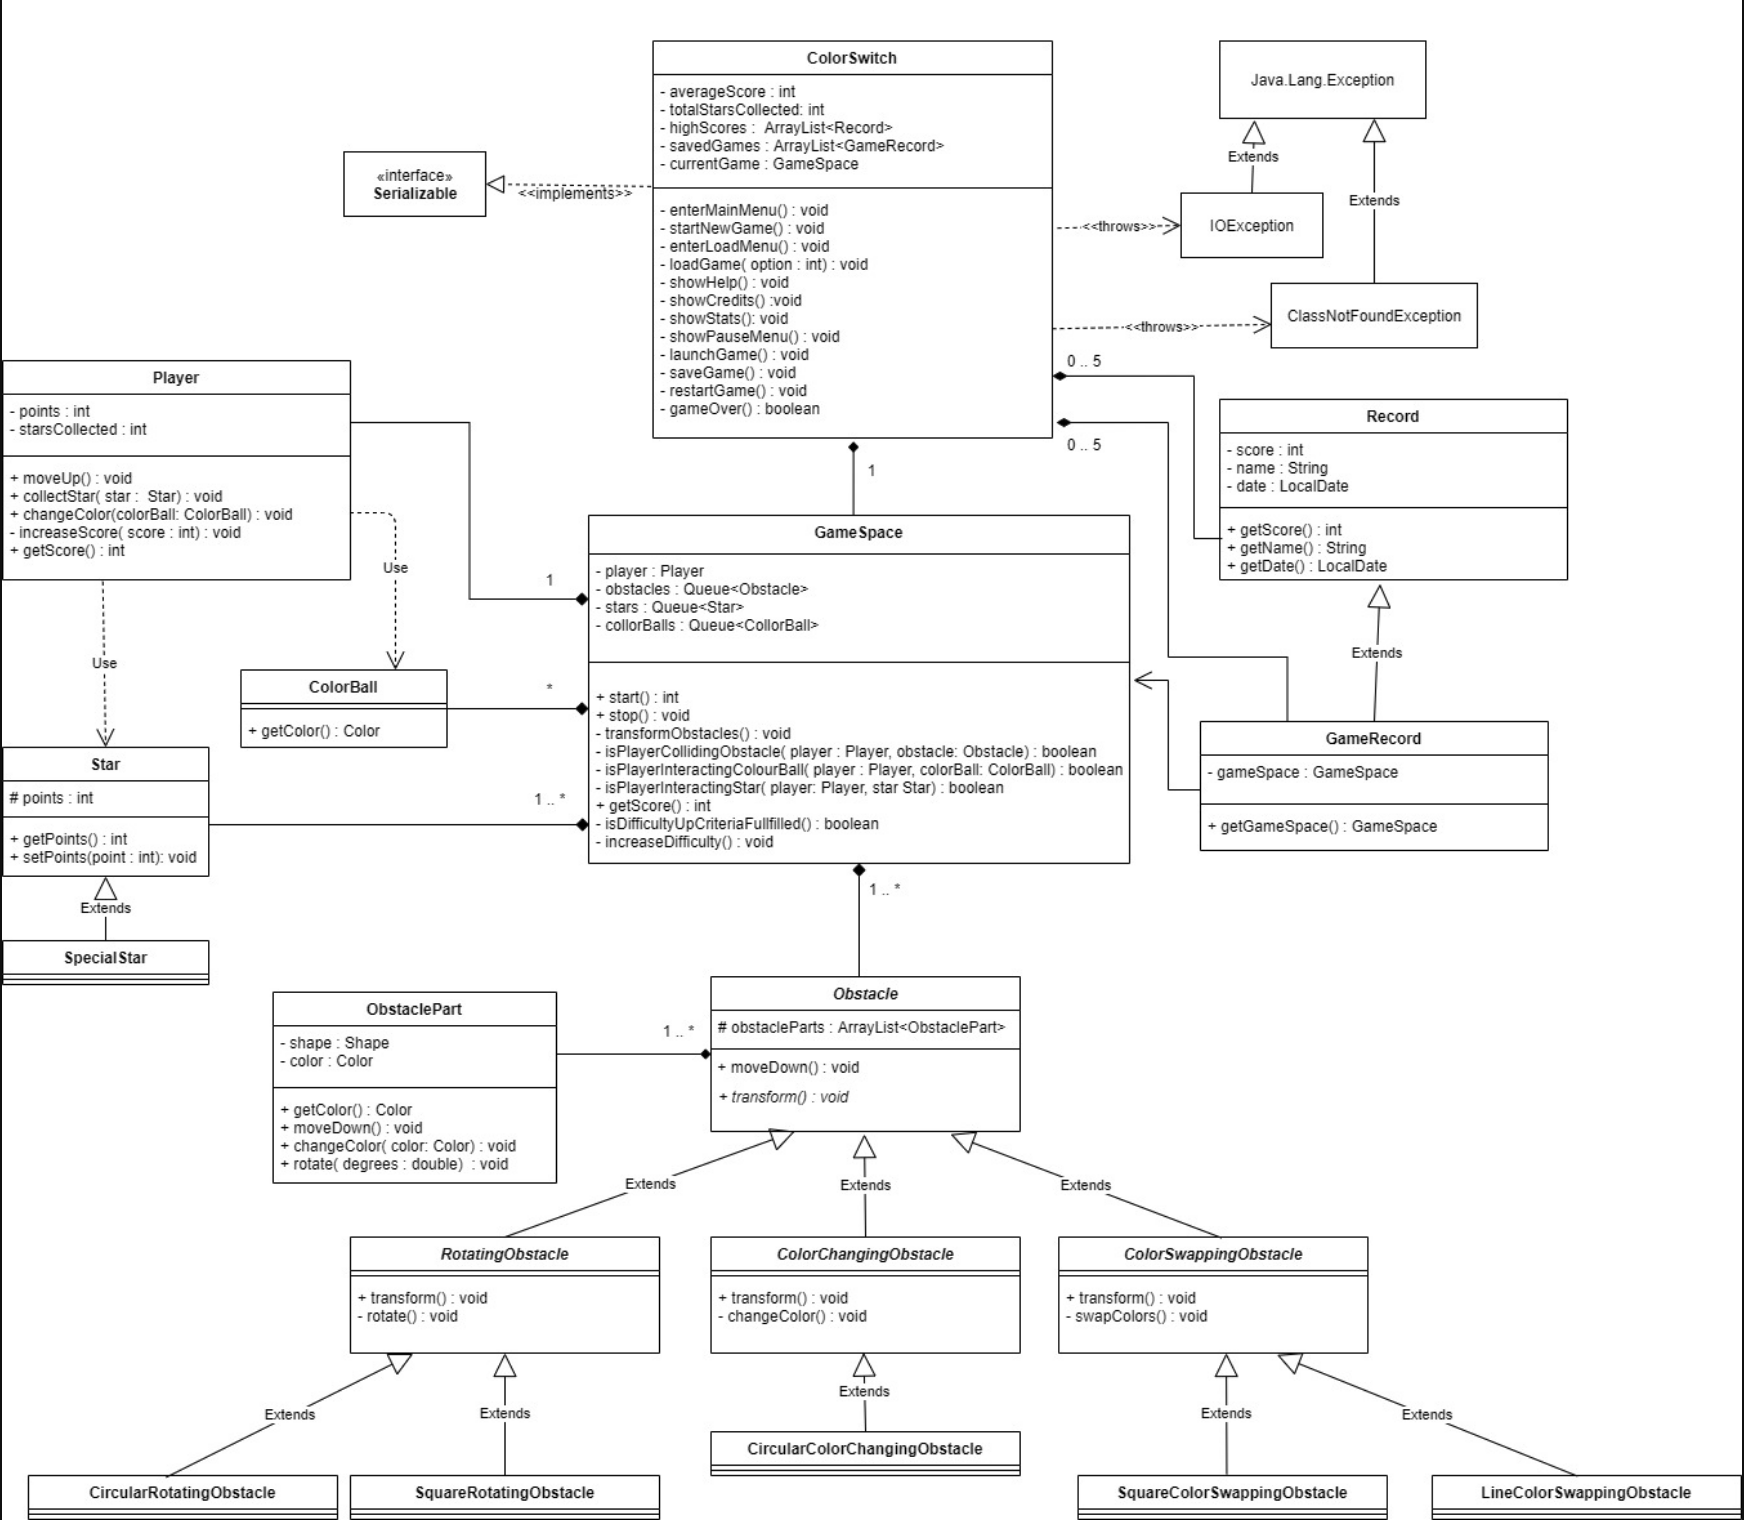 ColorSwitch
- averageScore : int
- totalStarsCollected: int
- highScores :  ArrayList<Record>
- savedGames : ArrayList<GameRecord>
- currentGame : GameSpace
- enterMainMenu() : void
- startNewGame() : void
- enterLoadMenu() : void
- loadGame( option : int) : void
- showHelp() : void
- showCredits() :void
- showStats(): void
- showPauseMenu() : void
- launchGame() : void
- saveGame() : void
- restartGame() : void
- gameOver() : boolean
«interface»
Serializable
<<implements>>
Java.Lang.Exception
Extends
Extends
<<throws>>
IOException
<<throws>>
ClassNotFoundException
0 .. 5
0 .. 5
1
Record
- score : int
- name : String
- date : LocalDate
+ getScore() : int
+ getName() : String
+ getDate() : LocalDate
Extends
Player
- points : int
- starsCollected : int
+ moveUp() : void
+ collectStar( star :  Star) : void
+ changeColor(colorBall: ColorBall) : void
- increaseScore( score : int) : void
+ getScore() : int
Use
Use
1
*
1 .. *
GameSpace
- player : Player
- obstacles : Queue<Obstacle>
- stars : Queue<Star>
- collorBalls : Queue<CollorBall>
+ start() : int
+ stop() : void
- transformObstacles() : void
- isPlayerCollidingObstacle( player : Player, obstacle: Obstacle) : boolean
- isPlayerInteractingColourBall( player : Player, colorBall: ColorBall) : boolean
- isPlayerInteractingStar( player: Player, star Star) : boolean
+ getScore() : int
- isDifficultyUpCriteriaFullfilled() : boolean
- increaseDifficulty() : void
ColorBall
+ getColor() : Color
Star
# points : int
+ getPoints() : int
+ setPoints(point : int): void
Extends
SpecialStar
GameRecord
- gameSpace : GameSpace
+ getGameSpace() : GameSpace
1 .. *
ObstaclePart
- shape : Shape
- color : Color
+ getColor() : Color
+ moveDown() : void
+ changeColor( color: Color) : void
+ rotate( degrees : double)  : void
1 .. *
Obstacle
# obstacleParts : ArrayList<ObstaclePart>
+ moveDown() : void
+ transform() : void
Extends
Extends
Extends
RotatingObstacle
+ transform() : void
- rotate() : void
ColorChangingObstacle
+ transform() : void
- changeColor() : void
ColorSwappingObstacle
+ transform() : void
- swapColors() : void
Extends
Extends
Extends
Extends
Extends
CircularRotatingObstacle
SquareRotatingObstacle
CircularColorChangingObstacle
SquareColorSwappingObstacle
LineColorSwappingObstacle